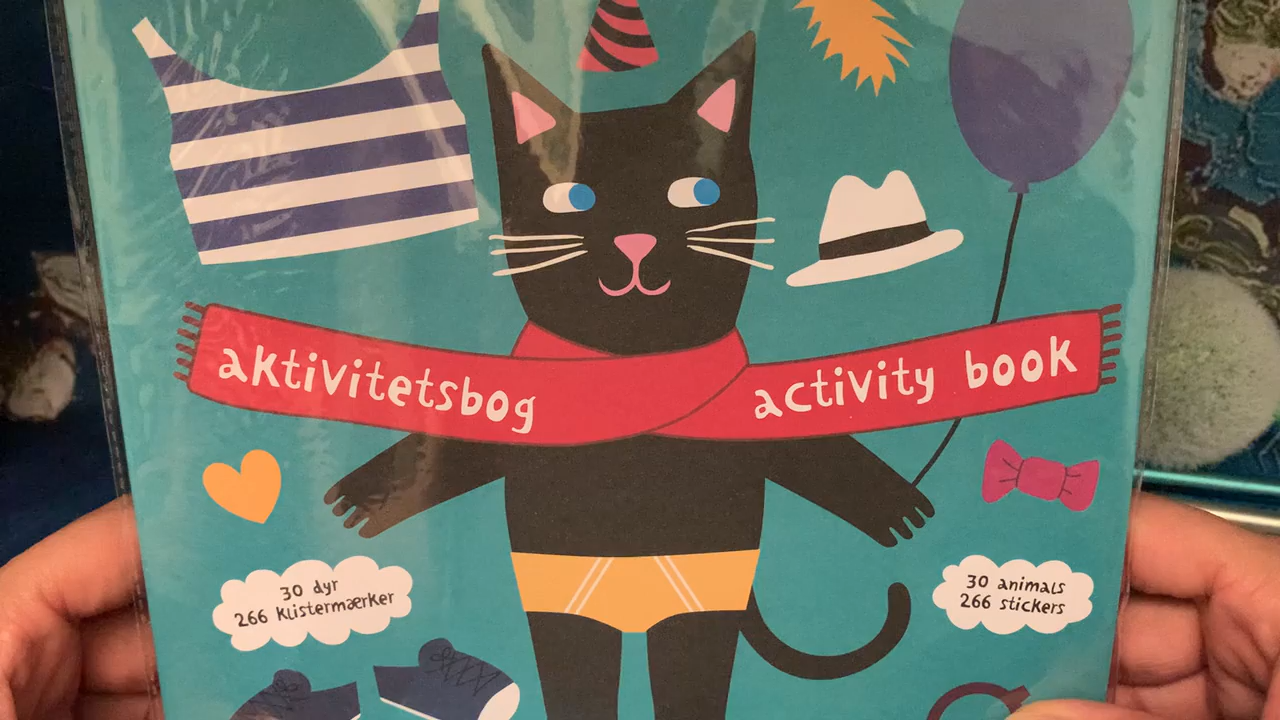 aktivitetsbog
activity book
30 dyr
266 klistermærker
30 animals
266 stickers